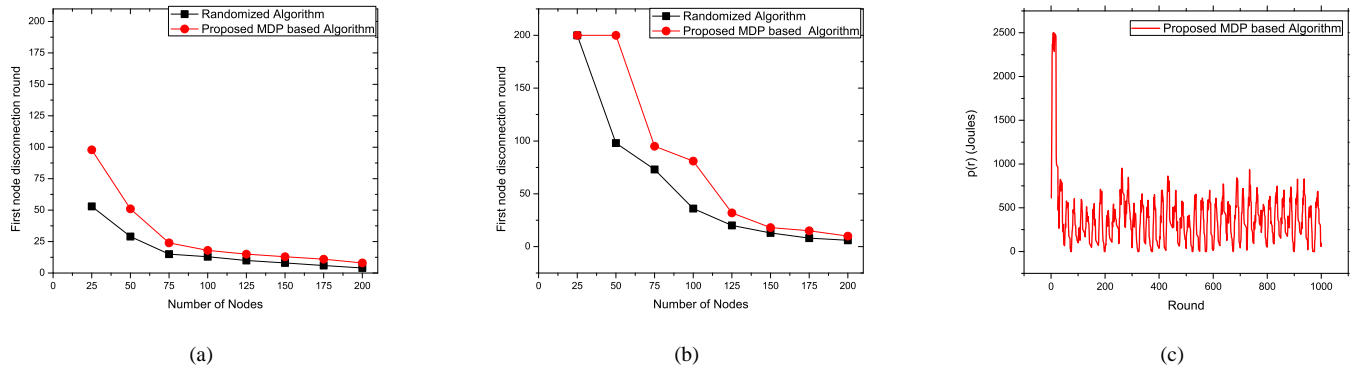 Randomized Algorithm
Proposed MDP based Algorithm
First node disconnection round
200
175
150
125
100
75
50
25
0
0 25 50 75 100 125 150 175 200
Number of Nodes
(a)
Randomized Algorithm
Proposed MDP based Algorithm
First node disconnection round
200
150
100
50
0
0 25 50 75 100 125 150 175 200
Number of Nodes
(b)
Proposed MDP based Algorithm
p(r) (Joules)
2500
2000
1500
1000
500
0
0 200 400 600 800 1000
Round
(c)